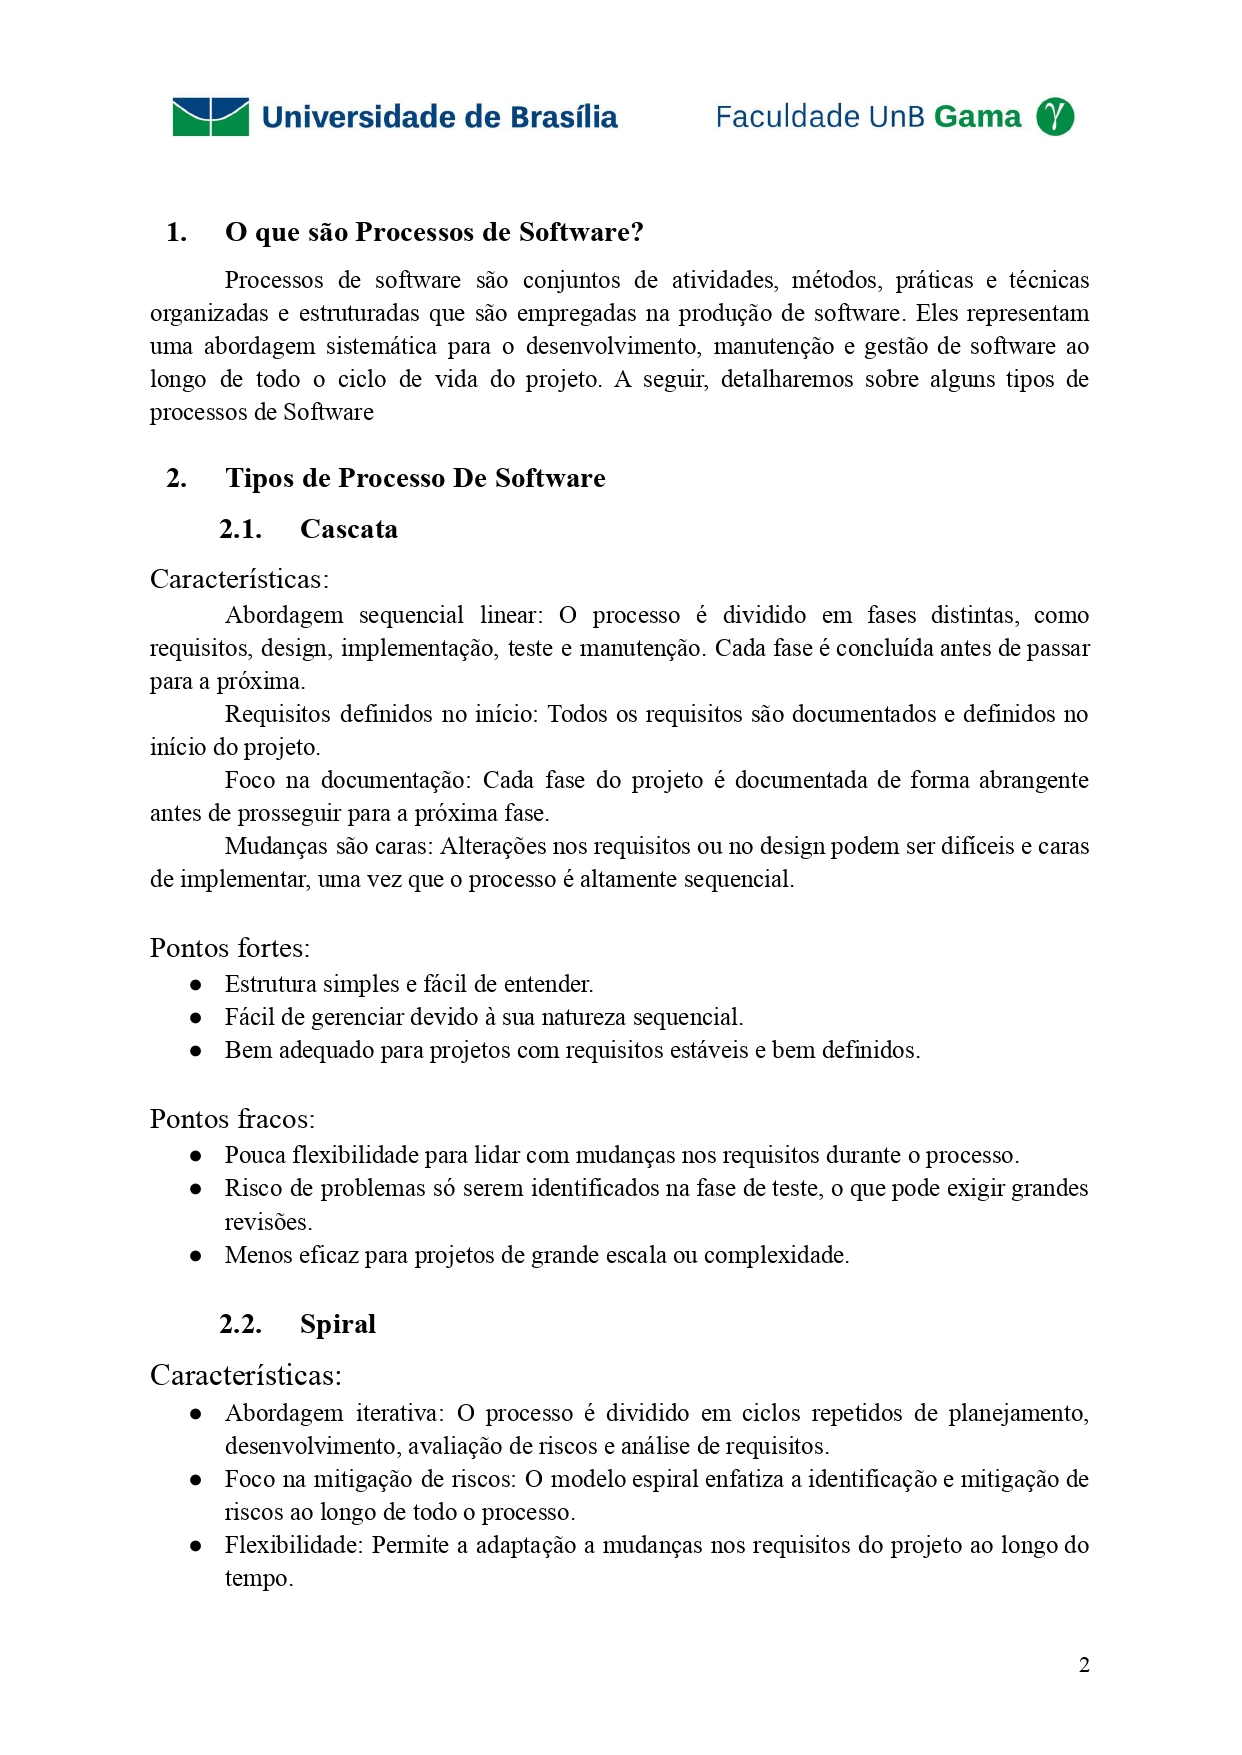 Universidade de Brasília Faculdade UnB Gama
1. O que são Processos de Software?
Processos de software são conjuntos de atividades, métodos, práticas e técnicas
organizadas e estruturadas que são empregadas na produção de software. Eles representam
uma abordagem sistemática para o desenvolvimento, manutenção e gestão de software ao
longo de todo o ciclo de vida do projeto. A seguir, detalharemos sobre alguns tipos de
processos de Software
2. Tipos de Processo De Software
2.1. Cascata
Características:
Abordagem sequencial linear: O processo é dividido em fases distintas, como
requisitos, design, implementação, teste e manutenção. Cada fase é concluída antes de passar
para a próxima.
Requisitos definidos no início: Todos os requisitos são documentados e definidos no
início do projeto.
Foco na documentação: Cada fase do projeto é documentada de forma abrangente
antes de prosseguir para a próxima fase.
Mudanças são caras: Alterações nos requisitos ou no design podem ser difíceis e caras
de implementar, uma vez que o processo é altamente sequencial.
Pontos fortes:
● Estrutura simples e fácil de entender.
● Fácil de gerenciar devido à sua natureza sequencial.
● Bem adequado para projetos com requisitos estáveis e bem definidos.
Pontos fracos:
● Pouca flexibilidade para lidar com mudanças nos requisitos durante o processo.
● Risco de problemas só serem identificados na fase de teste, o que pode exigir grandes
revisões.
● Menos eficaz para projetos de grande escala ou complexidade.
2.2. Spiral
Características:
● Abordagem iterativa: O processo é dividido em ciclos repetidos de planejamento,
desenvolvimento, avaliação de riscos e análise de requisitos.
● Foco na mitigação de riscos: O modelo espiral enfatiza a identificação e mitigação de
riscos ao longo de todo o processo.
● Flexibilidade: Permite a adaptação a mudanças nos requisitos do projeto ao longo do
tempo.
2